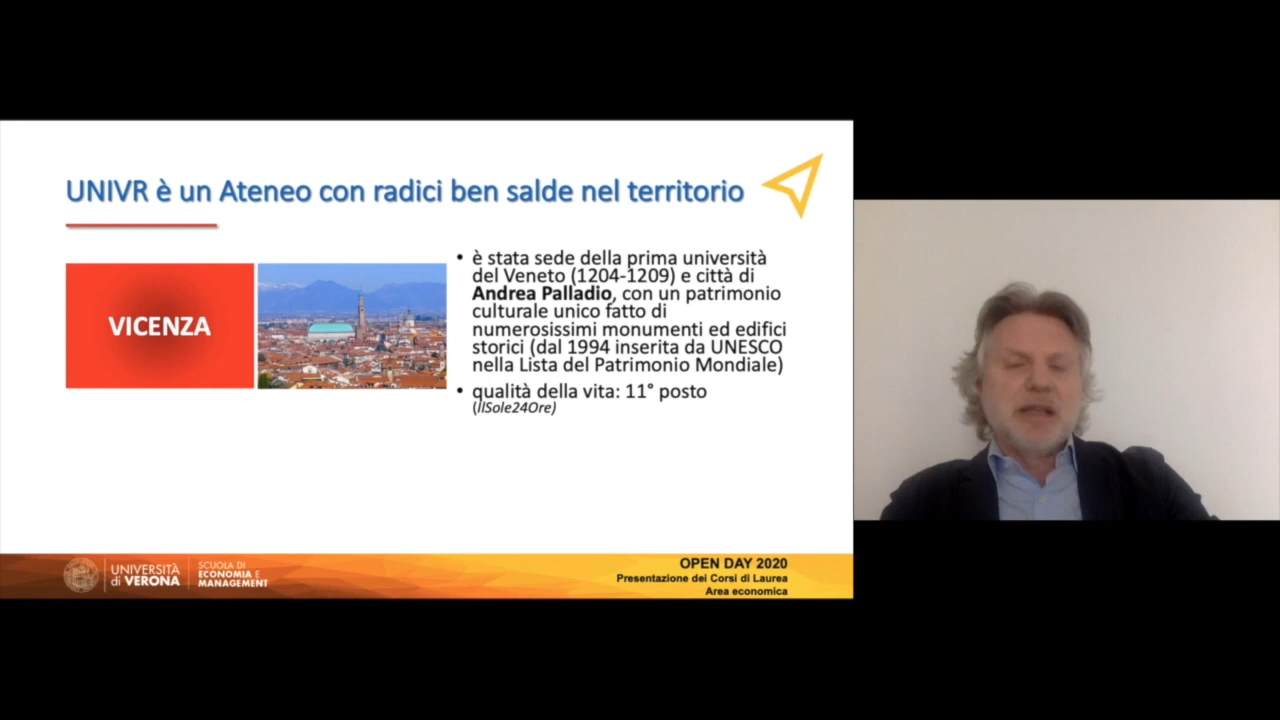 UNIVR è un Ateneo con radici ben salde nel territorio
VICENZA
• è stata sede della prima università
del Veneto (1204-1209) e città di
Andrea Palladio, con un patrimonio
culturale unico fatto di
numerosissimi monumenti ed edifici
storici (dal 1994 inserita da UNESCO
nella Lista del Patrimonio Mondiale)
• qualità della vita: 11° posto
(IlSole24Ore)
UNIVERSITÀ
di VERONA
SCUOLA DI
ECONOMIA E
MANAGEMENT
OPEN DAY 2020
Presentazione dei Corsi di Laurea
Area economica